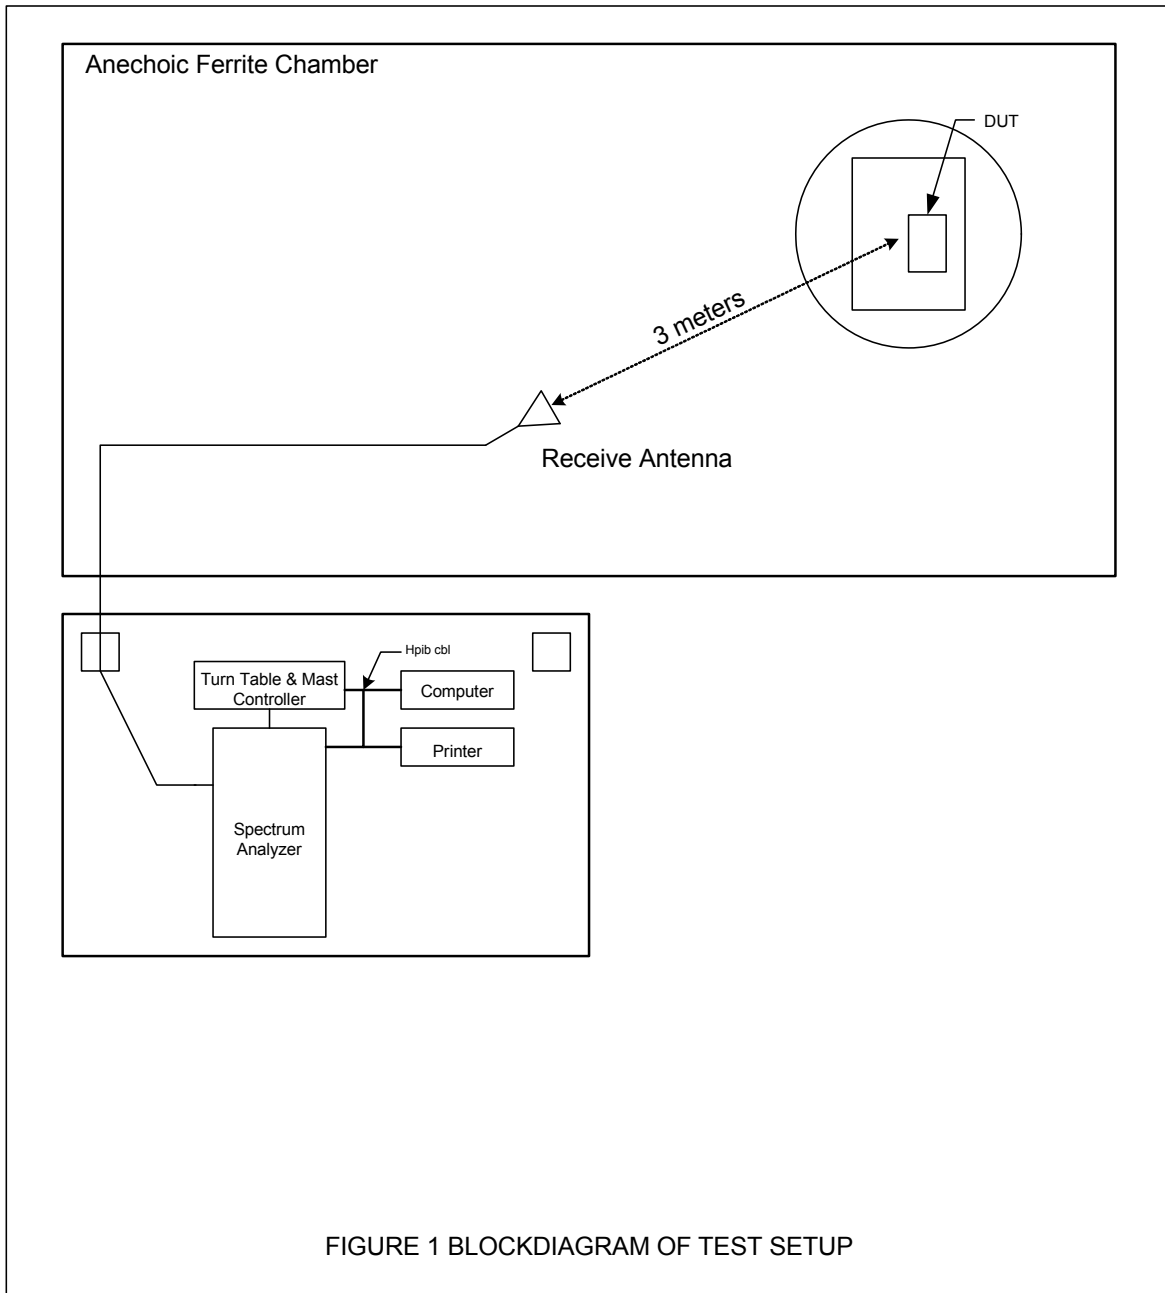 Anechoic Ferrite Chamber
DUT
3 meters
Receive Antenna
Hpib cbl
Turn Table & Mast
Controller
Computer
Printer
Spectrum
Analyzer
FIGURE 1 BLOCKDIAGRAM OF TEST SETUP